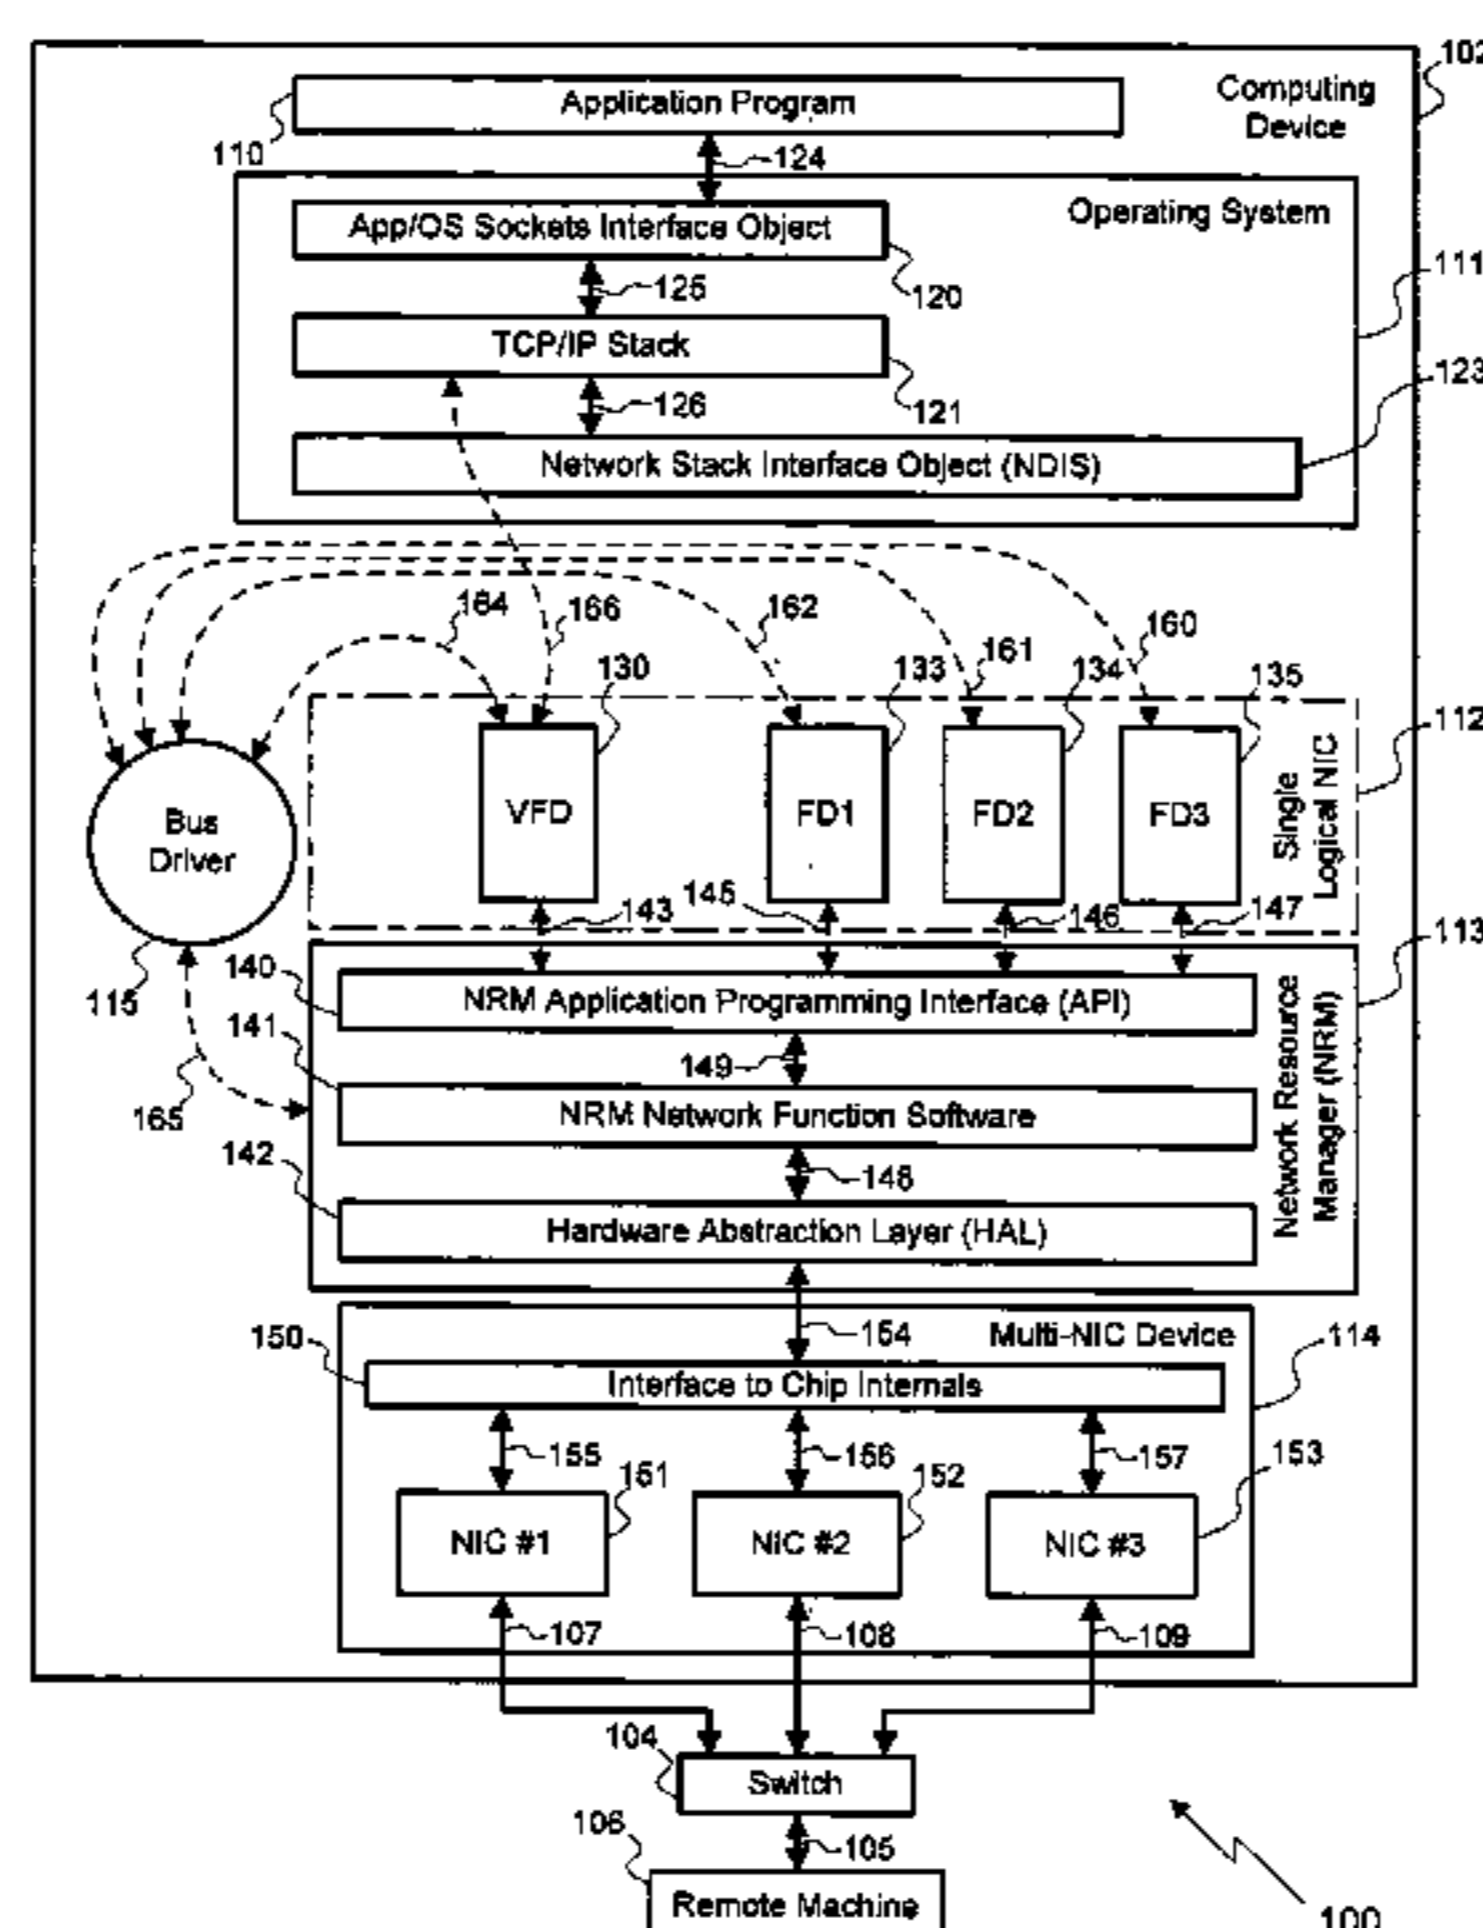 102
Computing
Device
Application Program
110
124
Operating System
App/OS Sockets Interface Object
120
125
111
TCP/IP Stack
121
126
123
Network Stack Interface Object (NDIS)
164
166
162
161
160
130
133
134
135
112
Bus
Driver
VFD
FD1
FD2
FD3
Single
Logical NIC
115
143
145
146
147
113
140
NRM Application Programming Interface (API)
149
141
NRM Network Function Software
165
148
142
Hardware Abstraction Layer (HAL)
Network Resource
Manager (NRM)
154
Multi-NIC Device
150
114
Interface to Chip Internals
155
156
157
151
152
153
NIC #1
NIC #2
NIC #3
107
108
109
104
Switch
106
105
Remote Machine
100